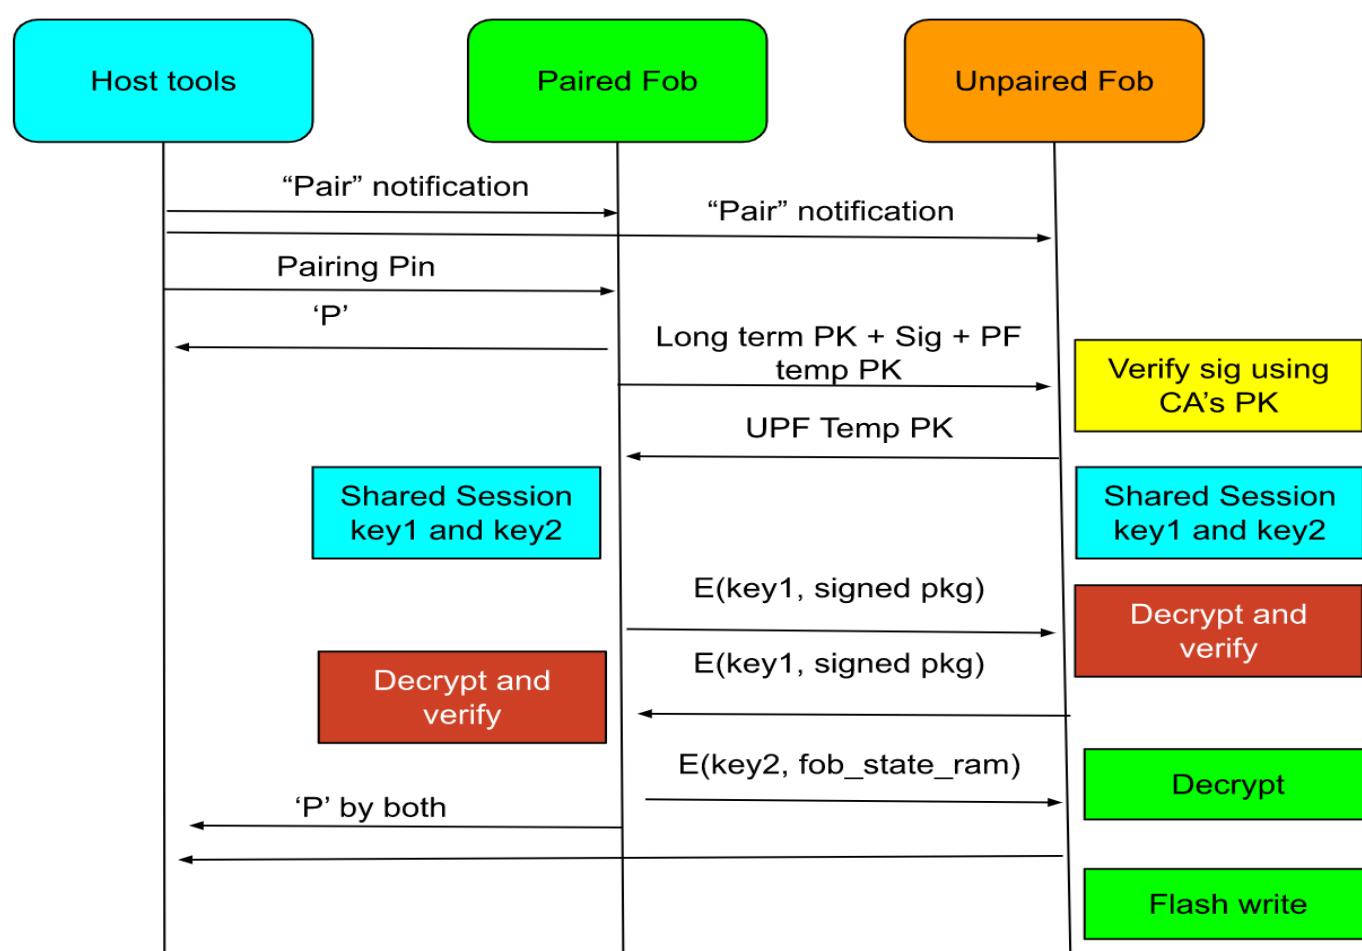 Host tools
Paired Fob
Unpaired Fob
“Pair” notification
“Pair” notification
Pairing Pin
‘P’
Long term PK + Sig + PF
temp PK
Verify sig using
CA's PK
UPF Temp PK
Shared Session
key1 and key2
Shared Session
key1 and key2
E(key1, signed pkg)
Decrypt and
verify
E(key1, signed pkg)
Decrypt and
verify
E(key2, fob_state_ram)
Decrypt
‘P’ by both
Flash write